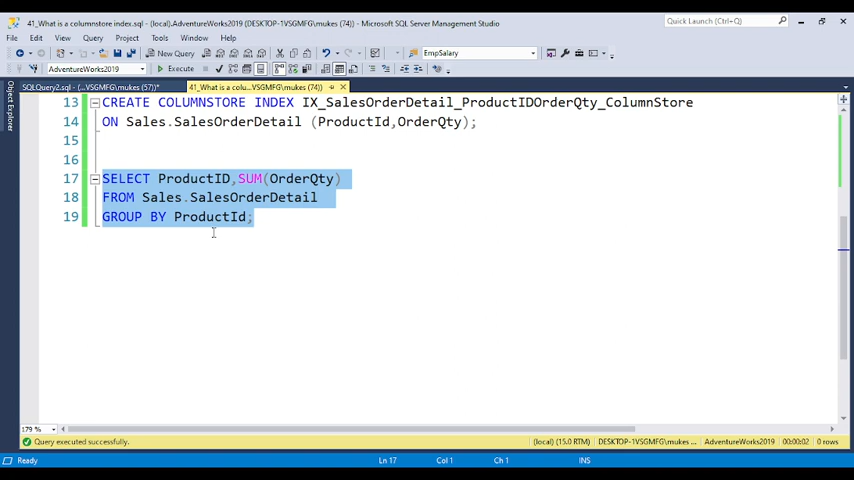 41_What is a columnstore index.sql - (local).AdventureWorks2019 (DESKTOP-1VSGMFG\mukes (74)) - Microsoft SQL Server Management Studio
Quick Launch (Ctrl+Q)
File Edit View Query Project Tools Window Help
New Query EmpSalary
AdventureWorks2019 Execute
SQLQuery2.sql - (...VSGMFG\mukes (57))* 41_What is a colu...VSGMFG\mukes (74))
Object Explorer
13 CREATE COLUMNSTORE INDEX IX_SalesOrderDetail_ProductIDOrderQty_ColumnStore
14 ON Sales.SalesOrderDetail (ProductId,OrderQty);
15
16
17 SELECT ProductID,SUM(OrderQty)
18 FROM Sales.SalesOrderDetail
19 GROUP BY ProductId;
179 %
Query executed successfully. (local) (15.0 RTM) DESKTOP-1VSGMFG\mukes ... AdventureWorks2019 00:00:02 0 rows
Ready Ln 17 Col 1 Ch 1 INS